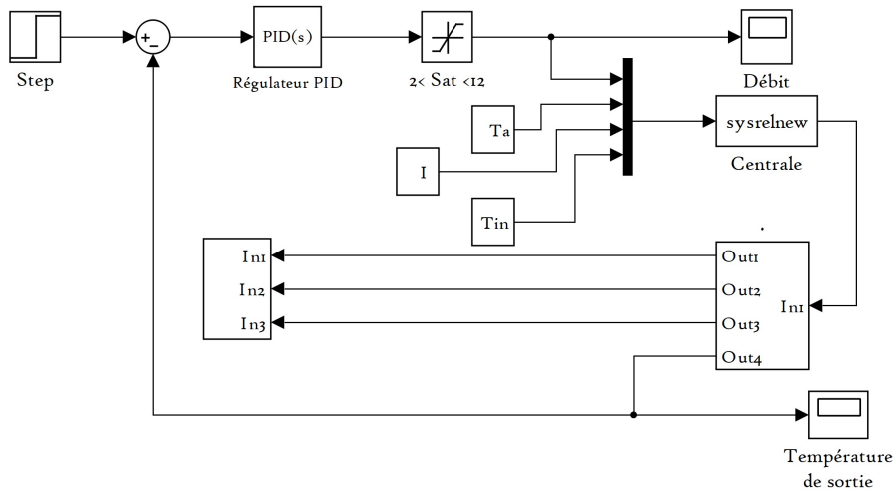 +
−
PID(s)
Step
Régulateur PID
2< Sat <12
Débit
Ta
I
Tin
sysrelnew
Centrale
In1
In2
In3
Out1
Out2
Out3
Out4
In1
Température
de sortie